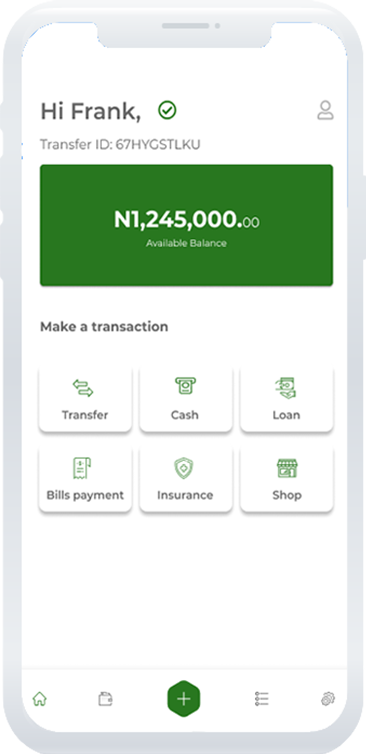 Hi Frank,
Transfer ID: 67HYGSTLKU
N1,245,000.00
Available Balance
Make a transaction
Transfer Cash Loan
Bills payment Insurance Shop